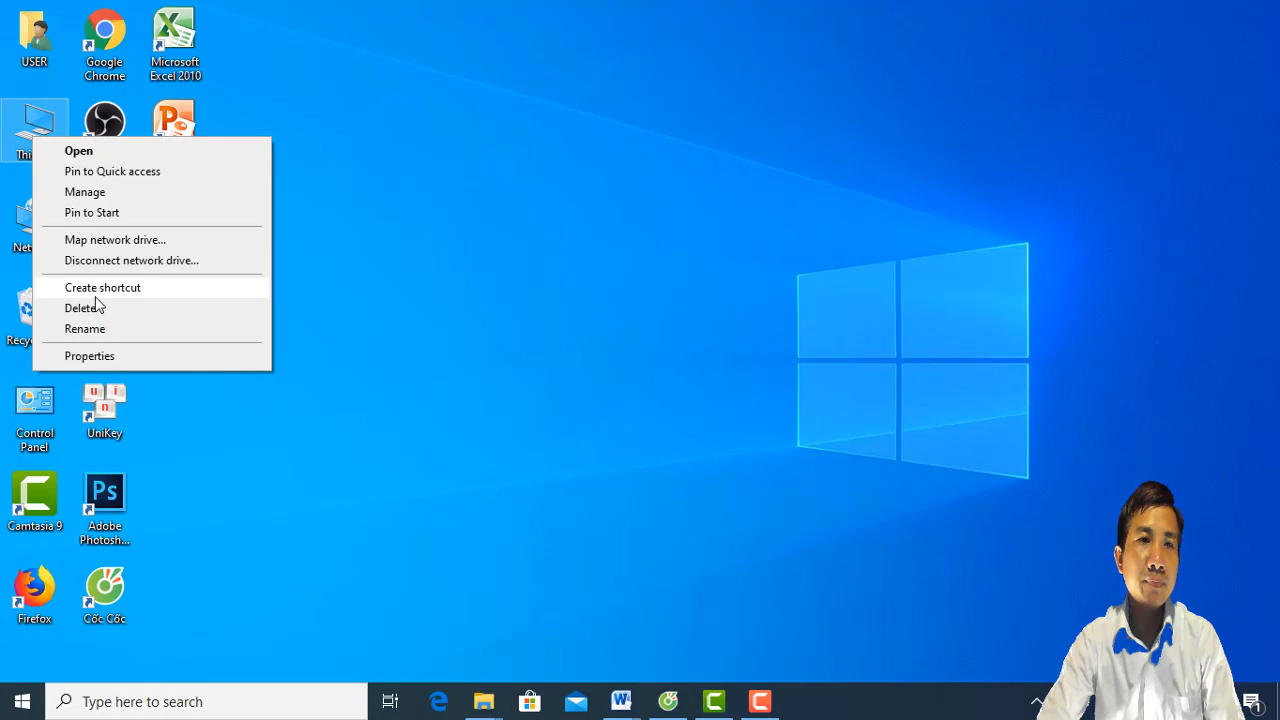 USER
Google
Chrome
Microsoft
Excel 2010
Open
Pin to Quick access
Manage
Pin to Start
Map network drive...
Disconnect network drive...
Create shortcut
Delete
Rename
Properties
Control
Panel
UniKey
Camtasia 9
Adobe
Photosh...
Firefox
Cốc Cốc
Type here to search
1